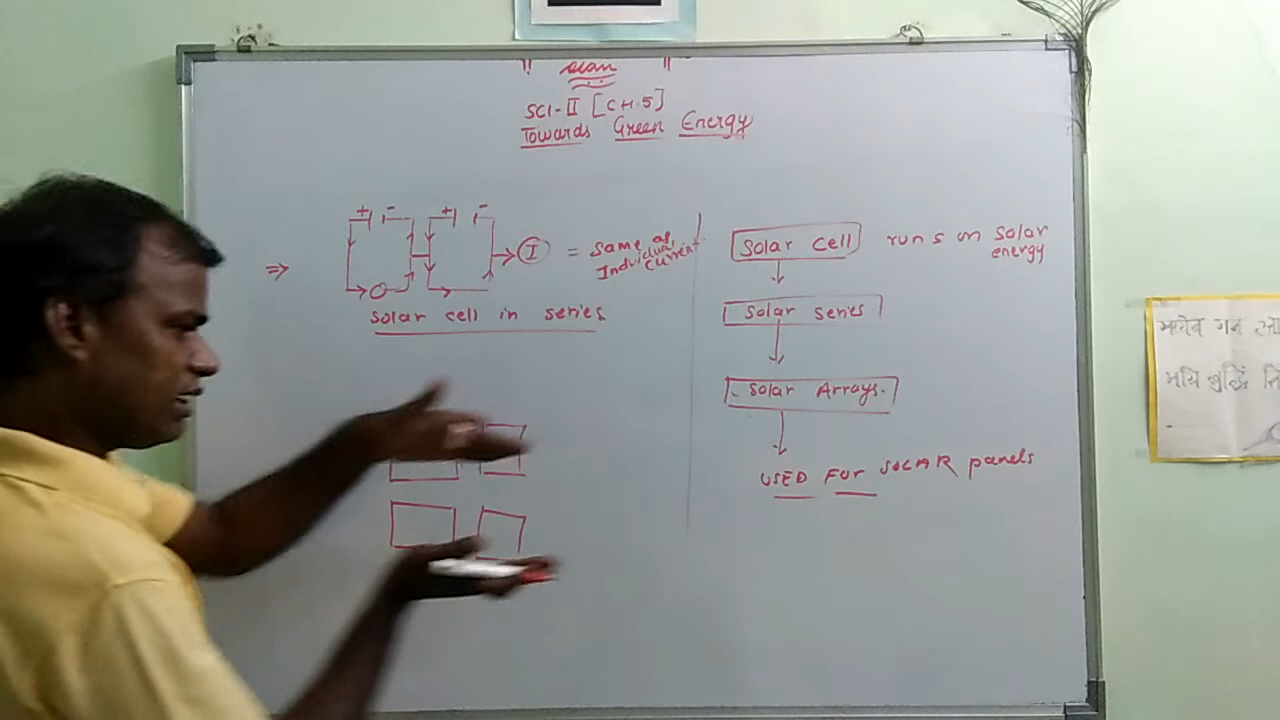 SCI-II [CH.5]
Towards Green Energy
+ - + -
⇒
I = Same as
Individual
Current
Solar cell in series
Solar Cell runs on Solar
energy
Solar Series
Solar Arrays.
USED FOR SOLAR panels